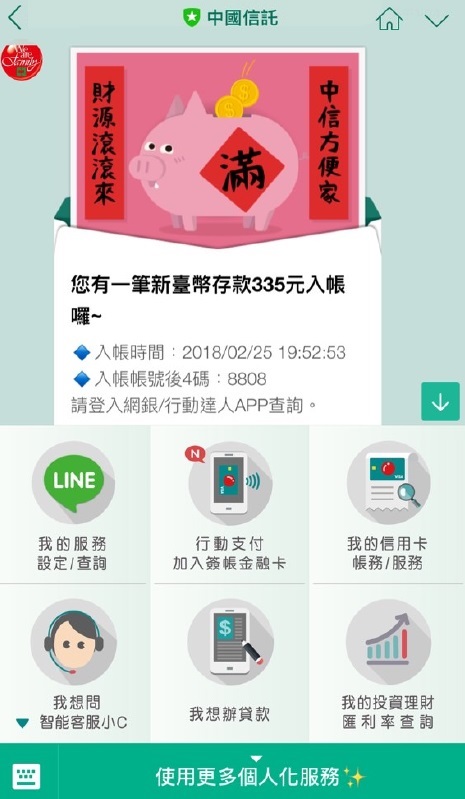 中國信託
We are
family
財源滾滾來
滿
中信方便家
您有一筆新臺幣存款335元入帳
囉~
入帳時間：2018/02/25 19:52:53
入帳帳號後4碼：8808
請登入網銀/行動達人APP查詢。
LINE
N
VISA
我的服務
設定/查詢
行動支付
加入簽帳金融卡
我的信用卡
帳務/服務
$
我想問
智能客服小C
我想辦貸款
我的投資理財
匯利率查詢
使用更多個人化服務✨